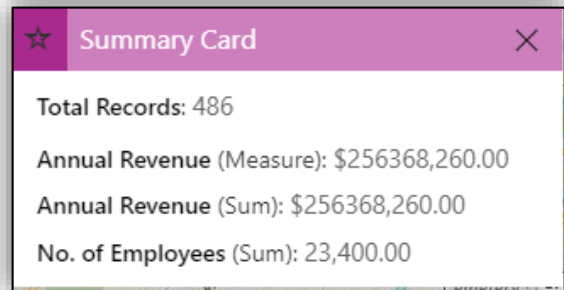 Summary Card
Total Records: 486
Annual Revenue (Measure): $256368,260.00
Annual Revenue (Sum): $256368,260.00
No. of Employees (Sum): 23,400.00